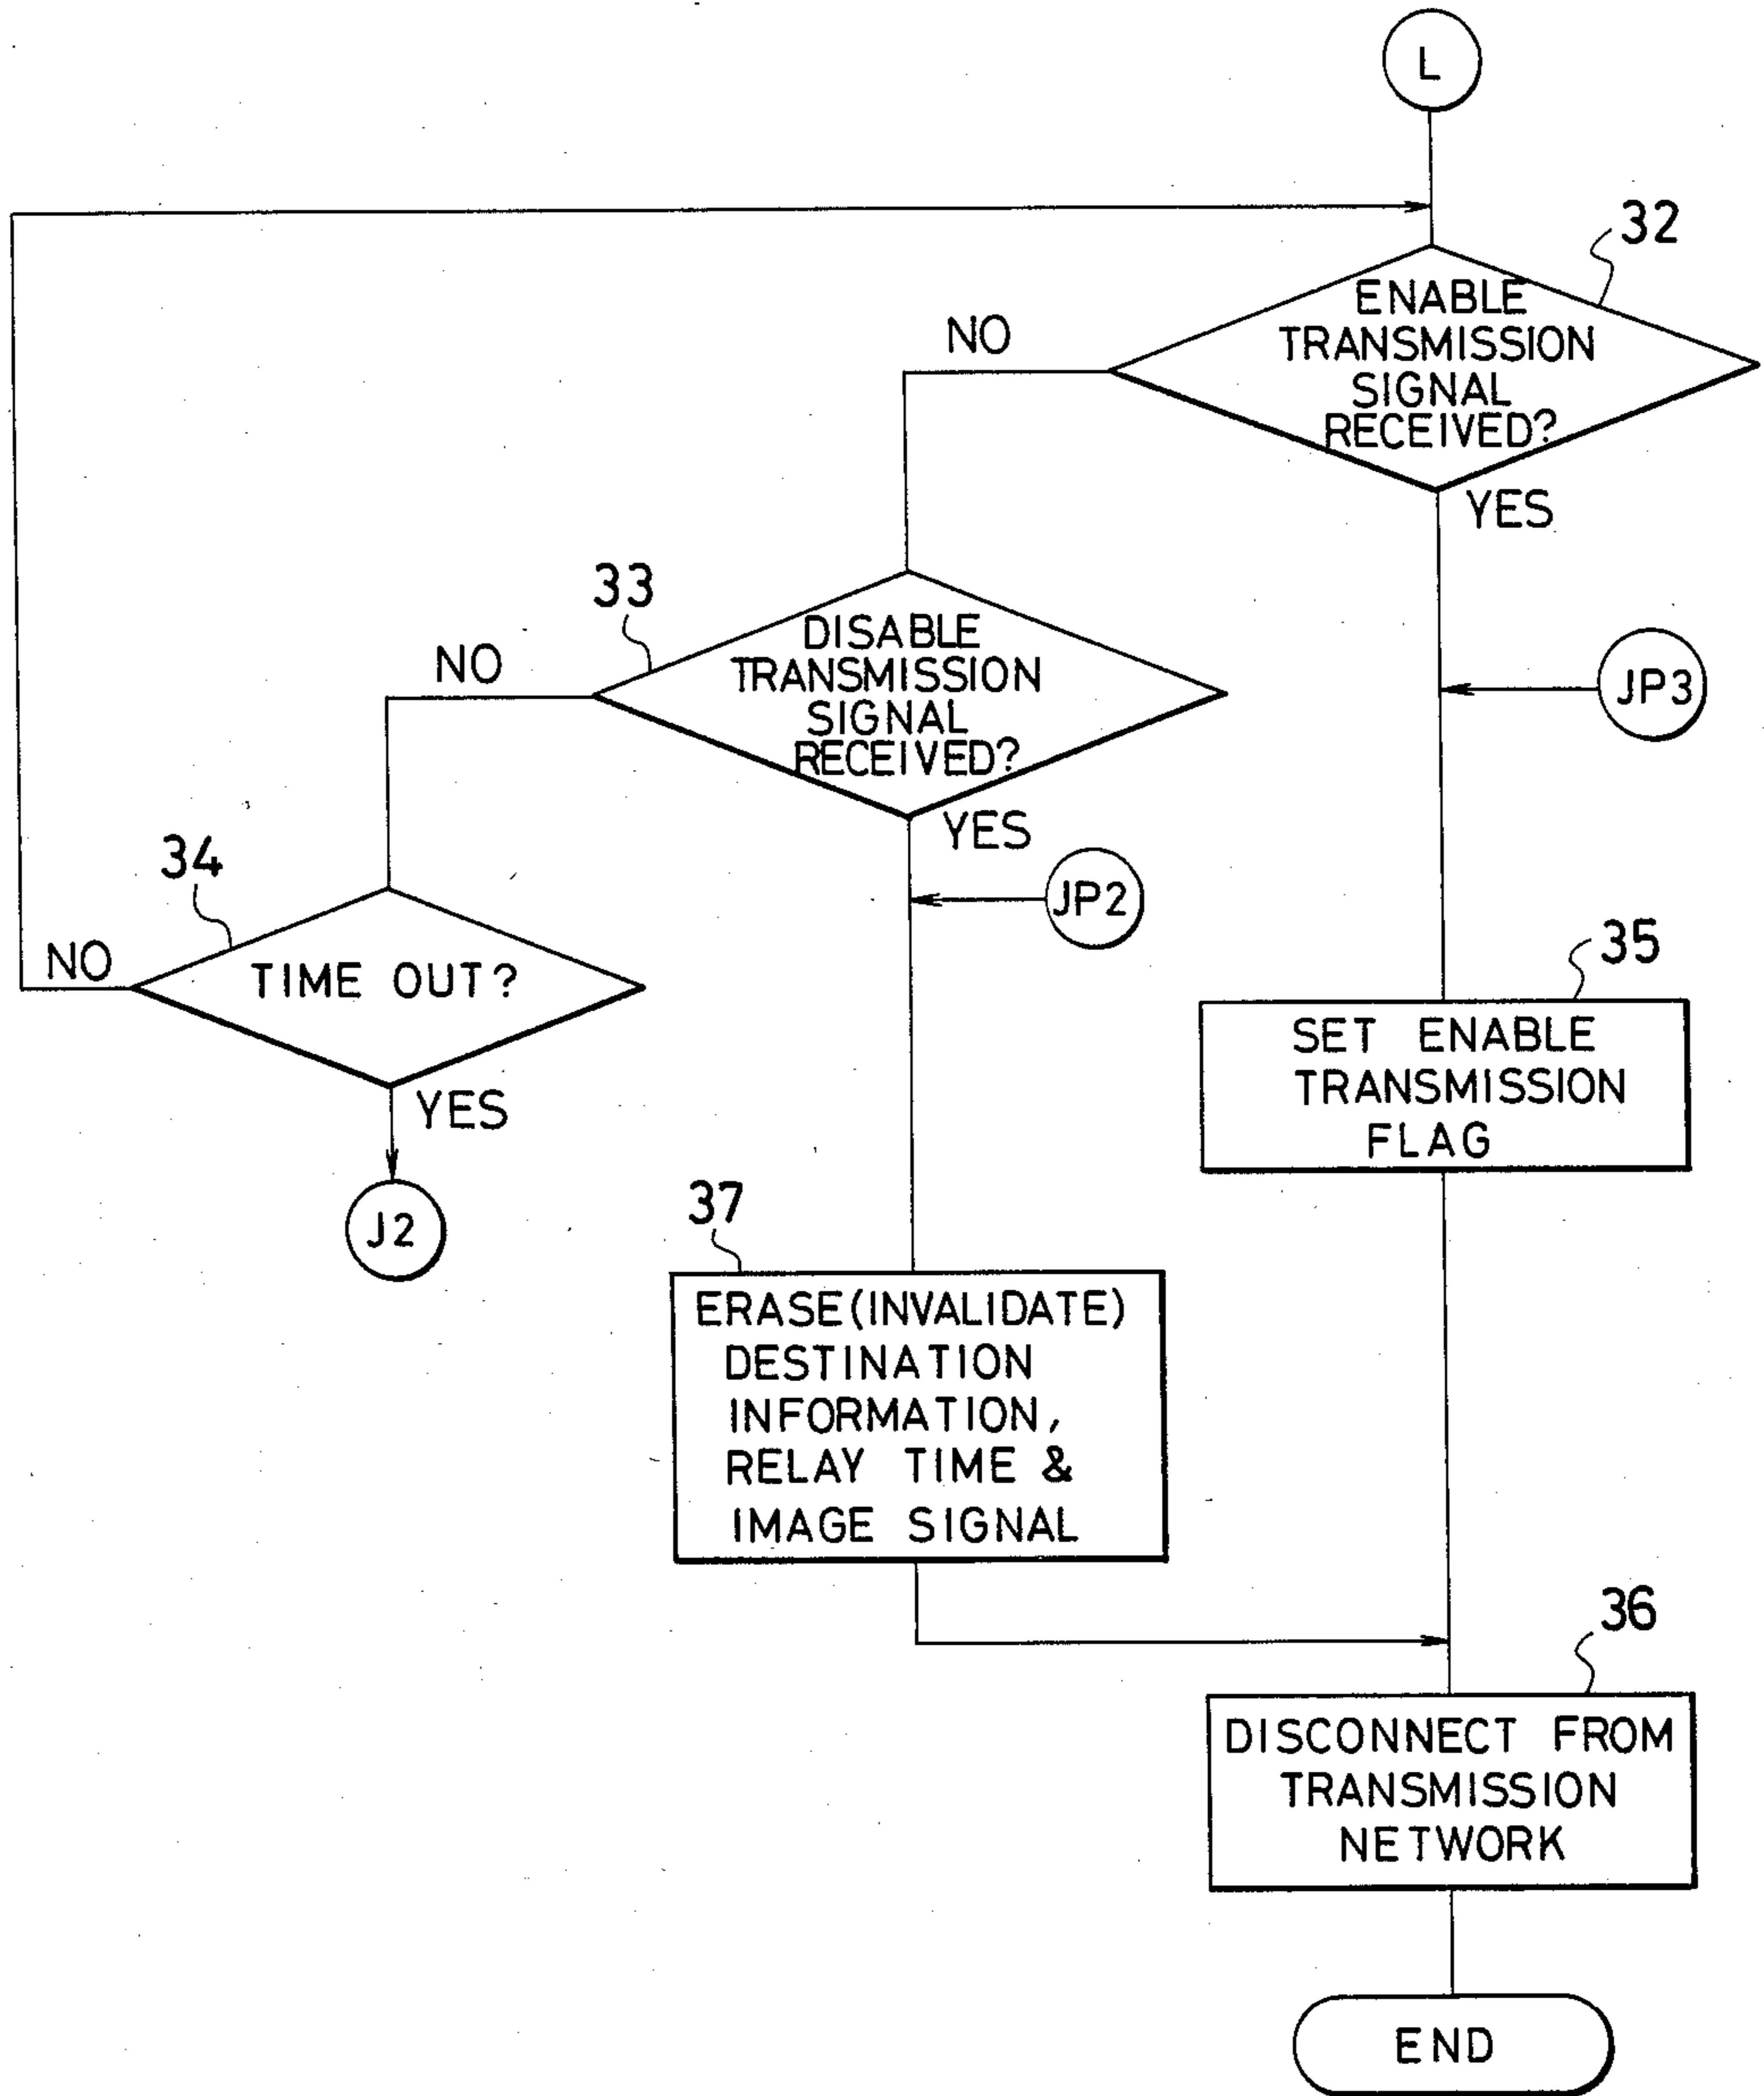 L
32
ENABLE
TRANSMISSION
SIGNAL
RECEIVED?
NO
YES
33
DISABLE
TRANSMISSION
SIGNAL
RECEIVED?
NO
YES
JP3
JP2
34
TIME OUT?
NO
YES
J2
35
SET ENABLE
TRANSMISSION
FLAG
37
ERASE(INVALIDATE)
DESTINATION
INFORMATION,
RELAY TIME &
IMAGE SIGNAL
36
DISCONNECT FROM
TRANSMISSION
NETWORK
END